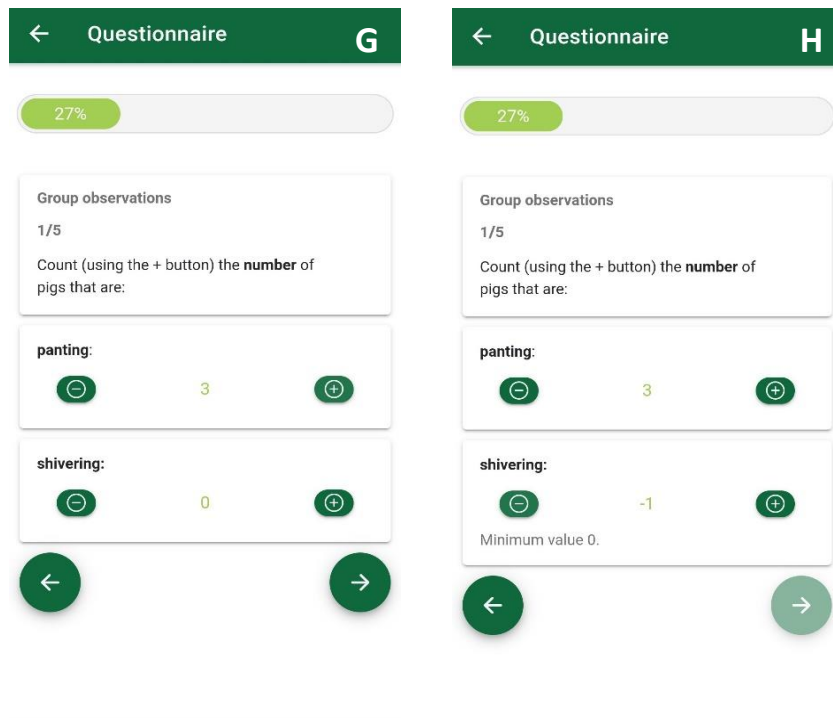 Questionnaire
G
27%
Group observations
1/5
Count (using the + button) the number of
pigs that are:
panting:
3
shivering:
0
Questionnaire
H
27%
Group observations
1/5
Count (using the + button) the number of
pigs that are:
panting:
3
shivering:
-1
Minimum value 0.